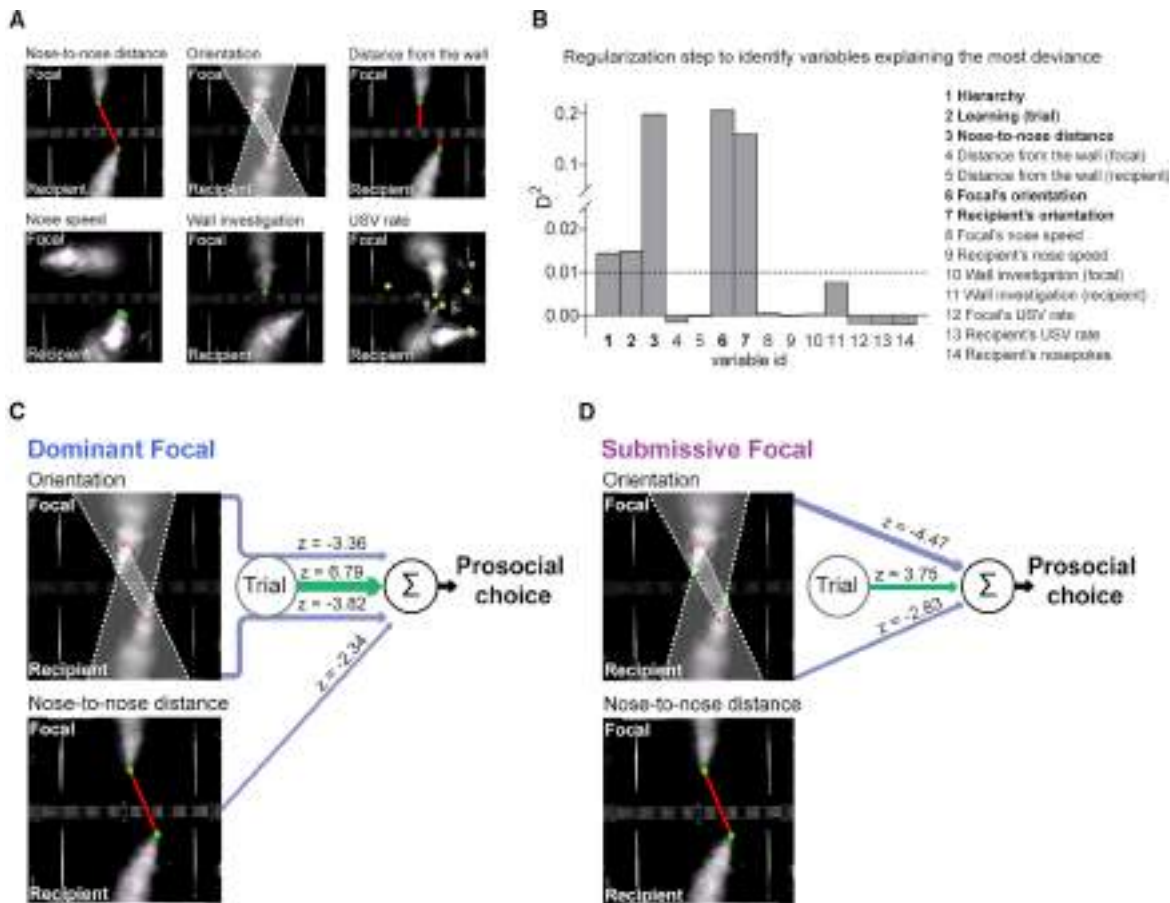 A
Nose-to-nose distance
Focal
Recipient
Orientation
Focal
Recipient
Distance from the wall
Focal
Recipient
Nose speed
Focal
Recipient
Wall investigation
Focal
Recipient
USV rate
Focal
Recipient
B
Regularization step to identify variables explaining the most deviance
D²
0.2
0.1
0.02
0.01
0.00
1 2 3 4 5 6 7 8 9 10 11 12 13 14
variable id
1 Hierarchy
2 Learning (trial)
3 Nose-to-nose distance
4 Distance from the wall (focal)
5 Distance from the wall (recipient)
6 Focal's orientation
7 Recipient's orientation
8 Focal's nose speed
9 Recipient's nose speed
10 Wall investigation (focal)
11 Wall investigation (recipient)
12 Focal's USV rate
13 Recipient's USV rate
14 Recipient's nosepokes
C
Dominant Focal
Orientation
Focal
Recipient
z = -3.36
Trial
z = 6.79
z = -3.82
z = -2.34
Σ
Prosocial
choice
Nose-to-nose distance
Focal
Recipient
D
Submissive Focal
Orientation
Focal
Recipient
z = -4.47
Trial
z = 3.75
z = -2.83
Σ
Prosocial
choice
Nose-to-nose distance
Focal
Recipient